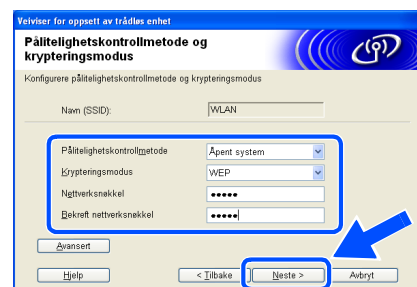 Veiviser for oppsett av trådløs enhet
Pålitelighetskontrollmetode og
krypteringsmodus
Konfigurere pålitelighetskontrollmetode og krypteringsmodus
Navn (SSID): WLAN
Pålitelighetskontrollmetode Åpent system
Krypteringsmodus WEP
Nettverksnøkkel •••••
Bekreft nettverksnøkkel •••••
Avansert
Hjelp < Tilbake Neste > Avbryt